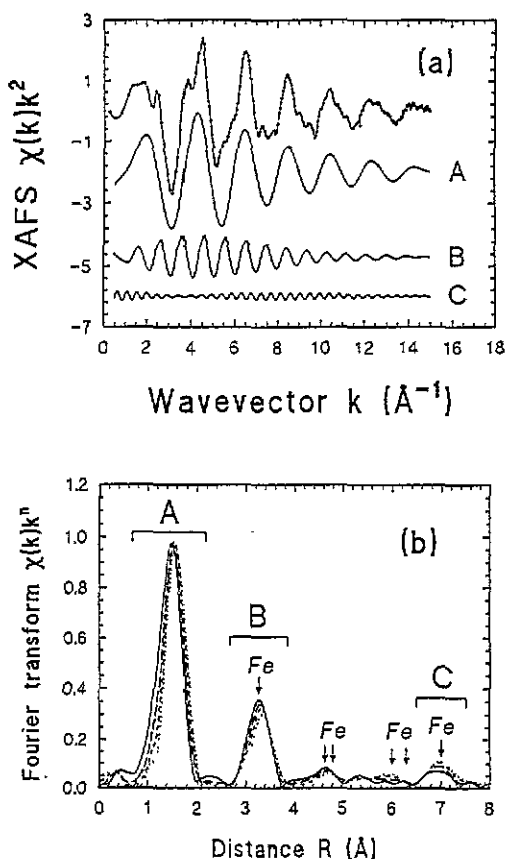 3
1
-1
-3
-5
-7
XAFS χ(k)k²
(a)
A
B
C
0 2 4 6 8 10 12 14 16 18
Wavevector k (Å⁻¹)
1.2
1.0
0.8
0.6
0.4
0.2
0.0
Fourier transform χ(k)kⁿ
A
(b)
B
Fe
C
Fe Fe Fe
0 1 2 3 4 5 6 7 8
Distance R (Å)